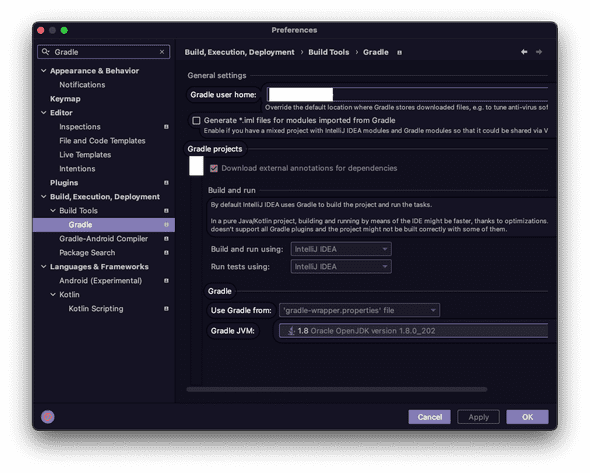 Preferences
Gradle
Build, Execution, Deployment › Build Tools › Gradle
Appearance & Behavior
Notifications
Keymap
Editor
Inspections
File and Code Templates
Live Templates
Intentions
Plugins
Build, Execution, Deployment
Build Tools
Gradle
Gradle-Android Compiler
Package Search
Languages & Frameworks
Android (Experimental)
Kotlin
Kotlin Scripting
General settings
Gradle user home:
Override the default location where Gradle stores downloaded files, e.g. to tune anti-virus sof
Generate *.iml files for modules imported from Gradle
Enable if you have a mixed project with IntelliJ IDEA modules and Gradle modules so that it could be shared via V
Gradle projects
Download external annotations for dependencies
Build and run
By default IntelliJ IDEA uses Gradle to build the project and run the tasks.
In a pure Java/Kotlin project, building and running by means of the IDE might be faster, thanks to optimizations.
doesn't support all Gradle plugins and the project might not be built correctly with some of them.
Build and run using: IntelliJ IDEA
Run tests using: IntelliJ IDEA
Gradle
Use Gradle from: 'gradle-wrapper.properties' file
Gradle JVM: 1.8 Oracle OpenJDK version 1.8.0_202
Cancel Apply OK